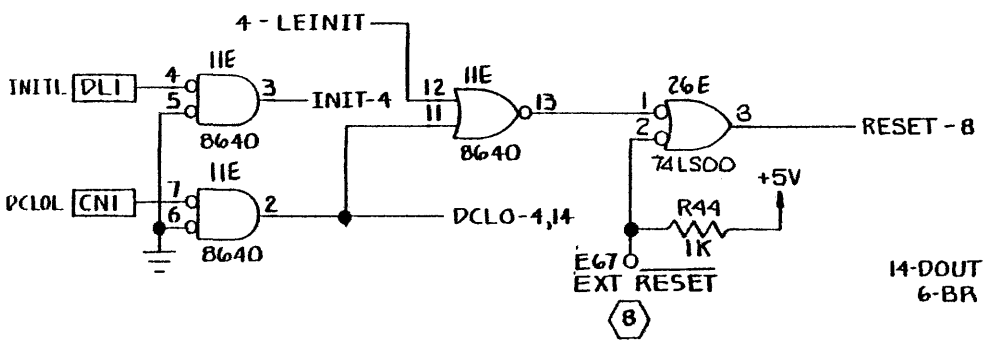 4 - LEINIT
11E
INITL DL1
4
5
3
INIT-4
8640
12
11
11E
13
8640
1
2
26E
3
74LS00
RESET - 8
DCLOL CN1
11E
7
6
2
8640
DCLO-4,14
+5V
R44
1K
E67
EXT RESET
8
14-DOUT
6-BR